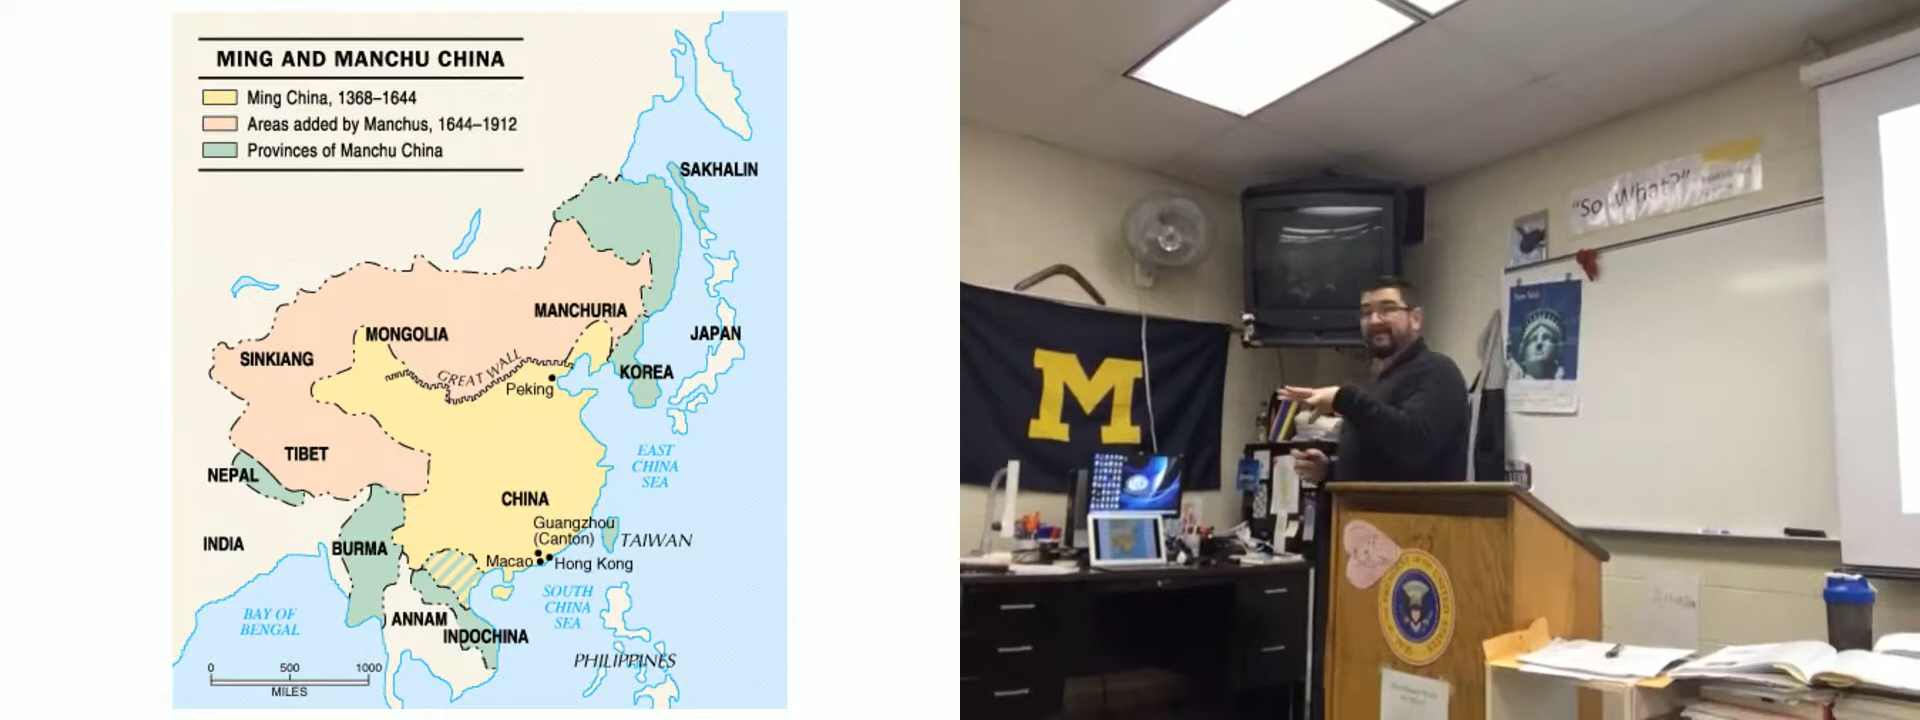 MING AND MANCHU CHINA
Ming China, 1368–1644
Areas added by Manchus, 1644–1912
Provinces of Manchu China
SAKHALIN
MANCHURIA
MONGOLIA
JAPAN
SINKIANG
GREAT WALL
KOREA
Peking
TIBET
EAST
CHINA
SEA
NEPAL
CHINA
Guangzhou
(Canton)
TAIWAN
INDIA
BURMA
Macao
Hong Kong
SOUTH
CHINA
SEA
BAY OF
BENGAL
ANNAM
INDOCHINA
PHILIPPINES
0 500 1000
MILES
"So What?"
M